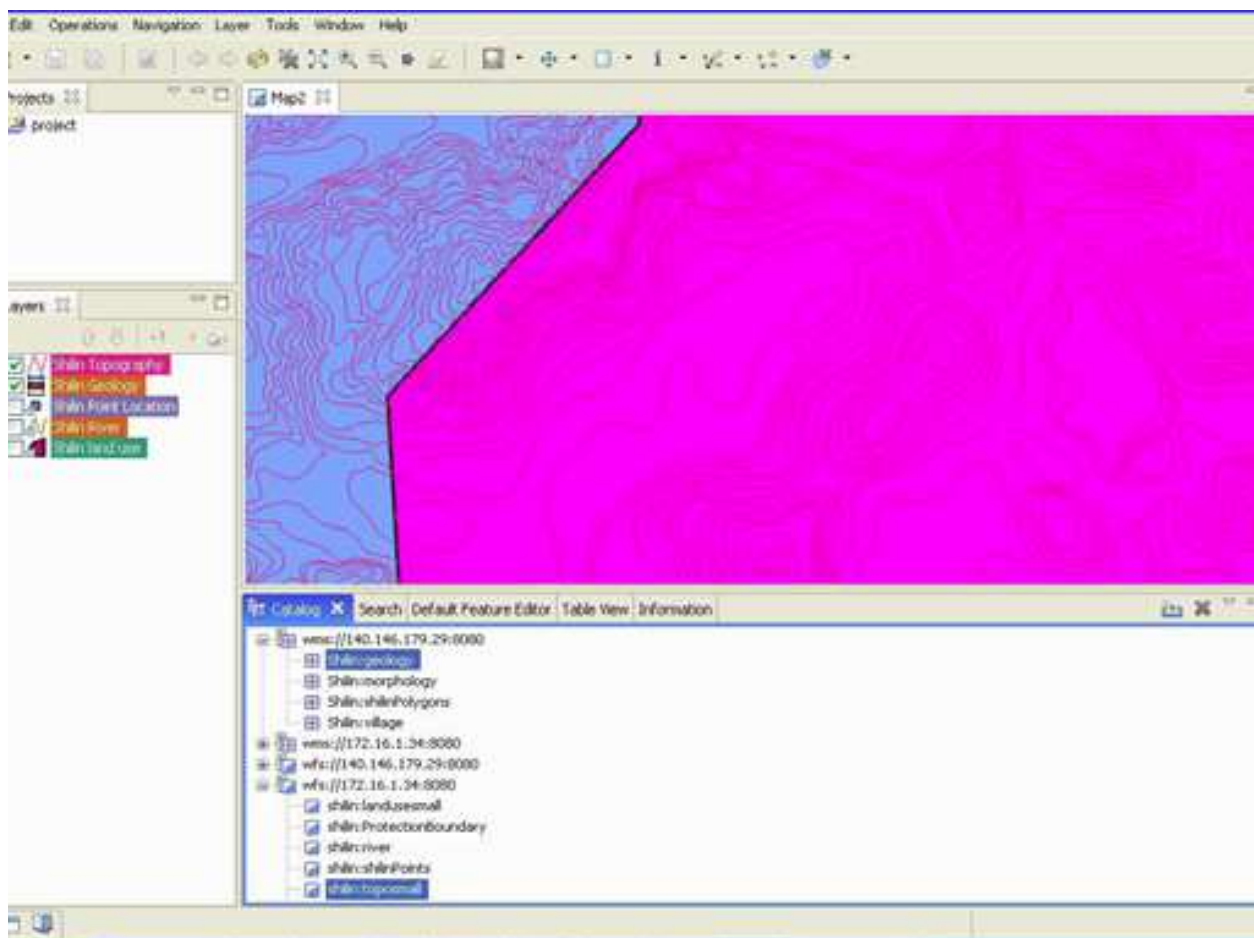 Edit Operations Navigation Layer Tools Window Help
Projects
Map2
project
Layers
Shilin Topography
Shilin Geology
Shilin Point Location
Shilin River
Shilin land user
Catalog Search Default Feature Editor Table View Information
wms://140.146.179.29:8080
Shilin:geology
Shilin:morphology
Shilin:shilinPolygons
Shilin:village
wms://172.16.1.34:8080
wfs://140.146.179.29:8080
wfs://172.16.1.34:8080
shilin:landusesmall
shilin:ProtectionBoundary
shilin:river
shilin:shilinPoints
shilin:toposmall